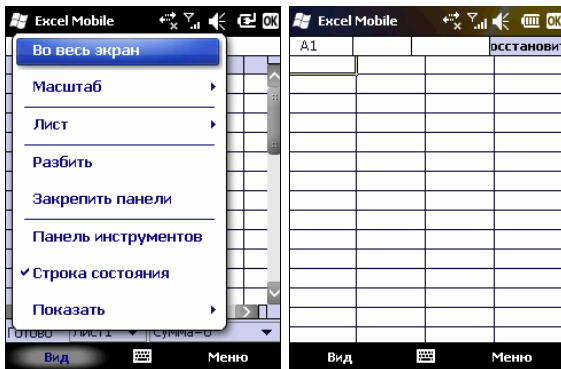 Excel Mobile OK
Во весь экран
Масштаб
Лист
Разбить
Закрепить панели
Панель инструментов
Строка состояния
Показать
Готово Лист1 Сумма=0
Вид Меню
Excel Mobile OK
A1 осстановит
Вид Меню